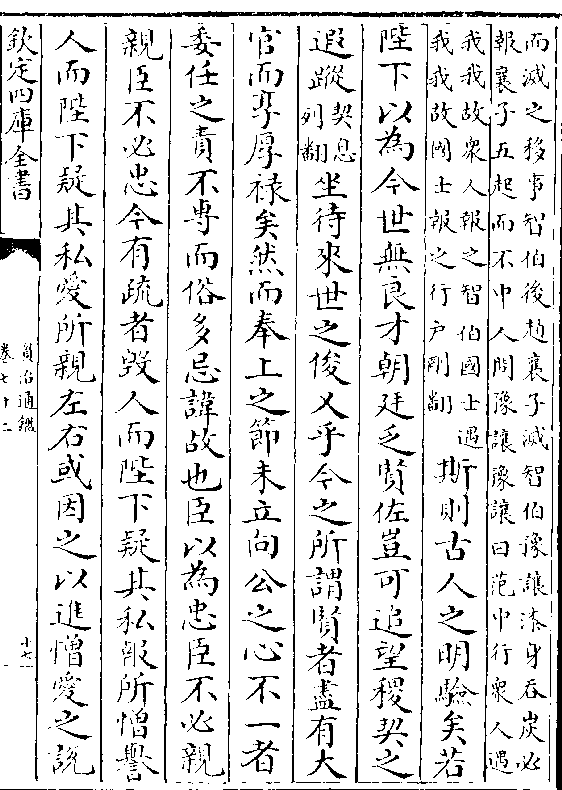 而滅之移事智伯後趙襄子滅智伯豫讓漆身吞炭必
報襄子五起而不中人問豫讓豫讓曰范中行衆人遇
我我故衆人報之智伯國士遇
我我故國士報之行户剛翻
斯則古人之明驗矣若
陛下以為今世無良才朝廷乏賢佐豈可追望稷契之
遐蹤
契息
列翻
坐待來世之俊乂乎今之所謂賢者盡有大
官而享厚禄矣然而奉上之節未立向公之心不一者
委任之責不專而俗多忌諱故也臣以為忠臣不必親
親臣不必忠今有疏者毁人而陛下疑其私報所憎譽
人而陛下疑其私愛所親左右或因之以進憎愛之説
欽定四庫全書
資治通鑑
卷七十二
十七